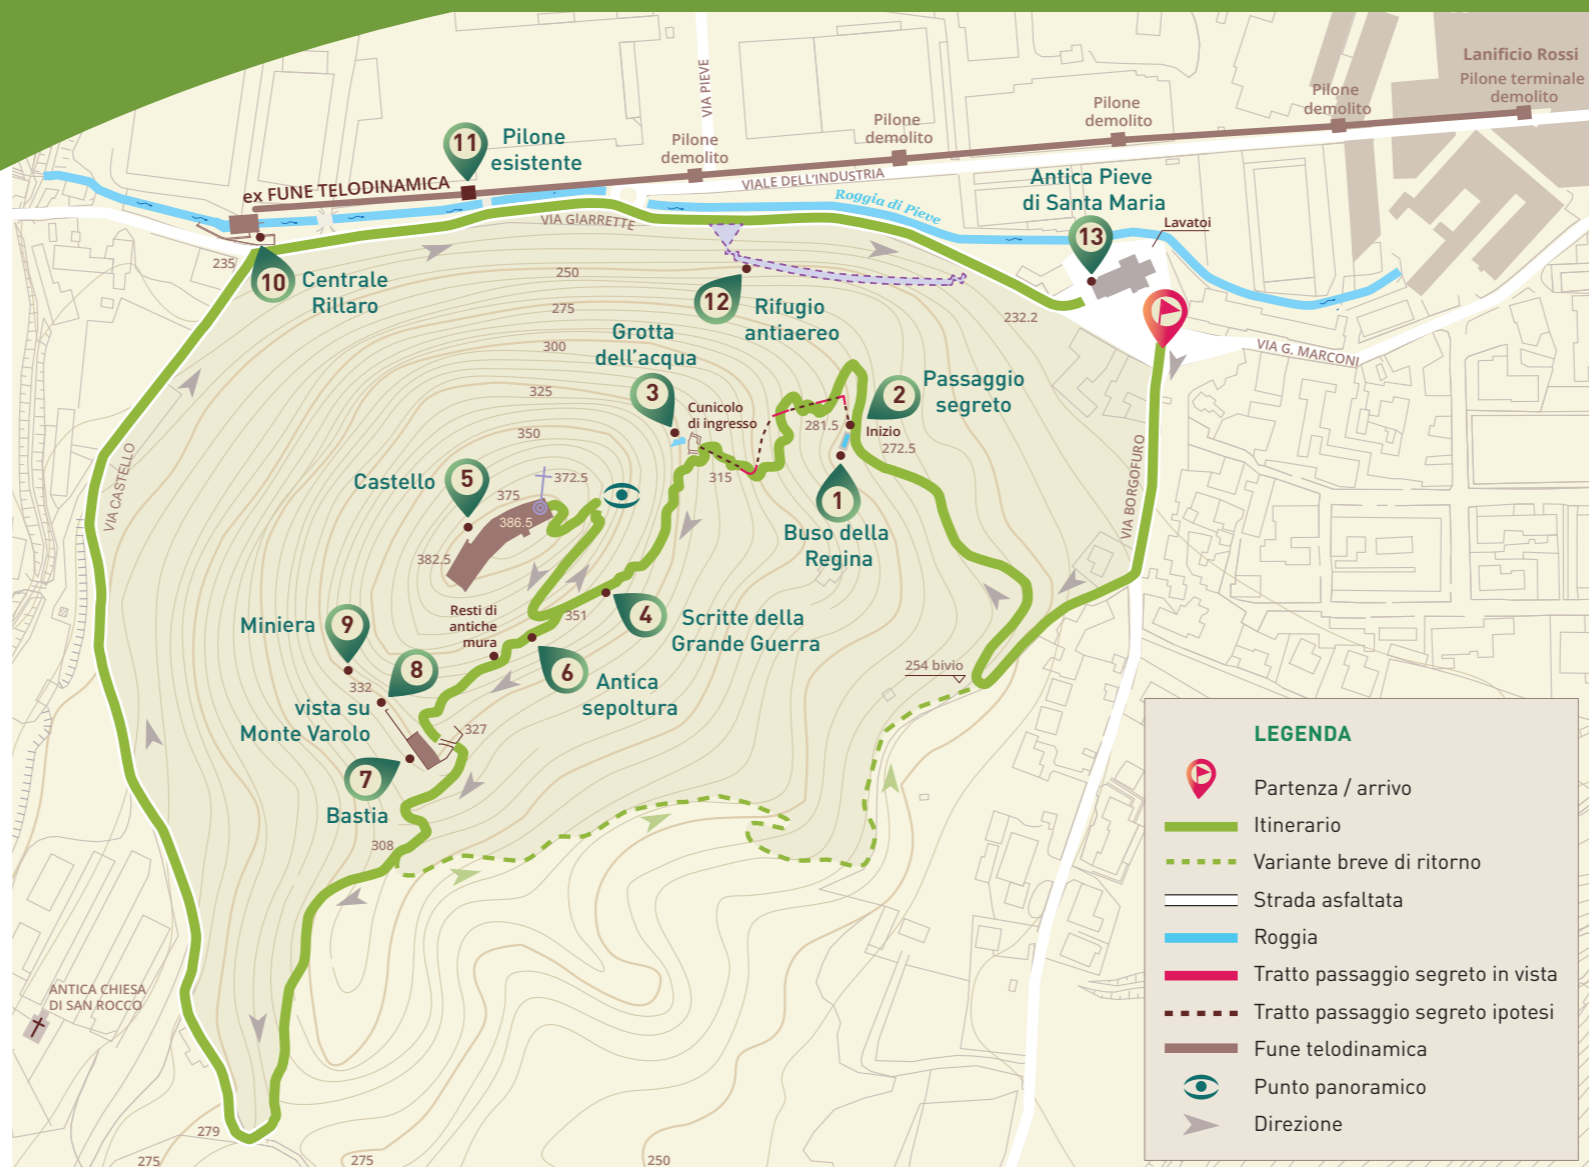 Lanificio Rossi
Pilone terminale
demolito
Pilone
demolito
Pilone
demolito
Pilone
demolito
Pilone
demolito
VIA PIEVE
11
Pilone
esistente
ex FUNE TELODINAMICA
VIALE DELL'INDUSTRIA
Roggia di Pieve
Antica Pieve
di Santa Maria
Lavatoi
13
VIA GIARRETTE
235
10
Centrale
Rillaro
250
275
300
325
350
12
Rifugio
antiaereo
232.2
VIA G. MARCONI
Grotta
dell'acqua
3
Cunicolo
di ingresso
2
Passaggio
segreto
281.5
Inizio
272.5
315
1
Buso della
Regina
VIA BORGOFURO
VIA CASTELLO
Castello
5
375
372.5
386.5
382.5
Resti di
antiche
mura
351
4
Scritte della
Grande Guerra
Miniera
9
8
332
vista su
Monte Varolo
6
Antica
sepoltura
254 bivio
327
7
Bastia
308
ANTICA CHIESA
DI SAN ROCCO
279
275
275
250
LEGENDA
Partenza / arrivo
Itinerario
Variante breve di ritorno
Strada asfaltata
Roggia
Tratto passaggio segreto in vista
Tratto passaggio segreto ipotesi
Fune telodinamica
Punto panoramico
Direzione